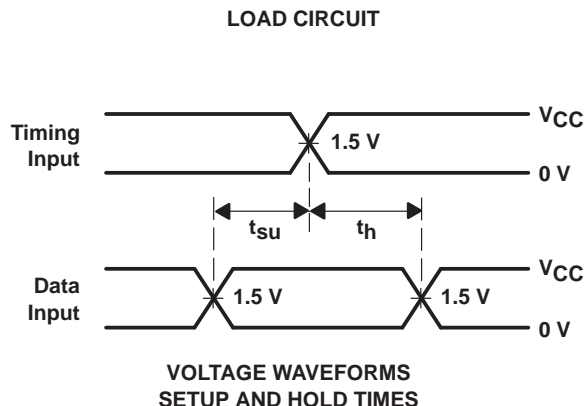 LOAD CIRCUIT
Timing
Input
VCC
1.5 V
0 V
tsu
th
Data
Input
VCC
1.5 V
1.5 V
0 V
VOLTAGE WAVEFORMS
SETUP AND HOLD TIMES